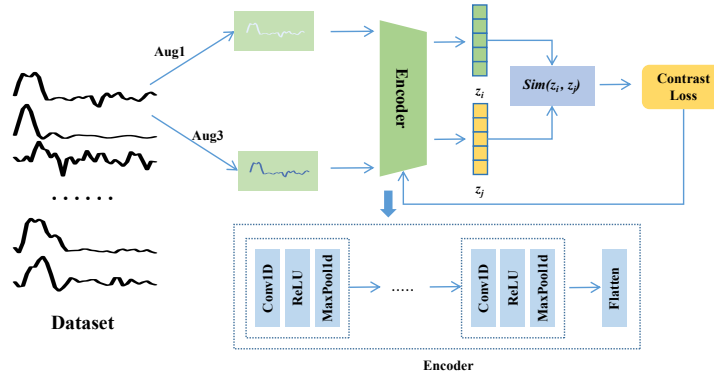 Aug1
Aug3
. . . . . .
Dataset
Encoder
z_i
z_j
Sim(z_i , z_j)
Contrast
Loss
Conv1D
ReLU
MaxPool1d
.....
Conv1D
ReLU
MaxPool1d
Flatten
Encoder